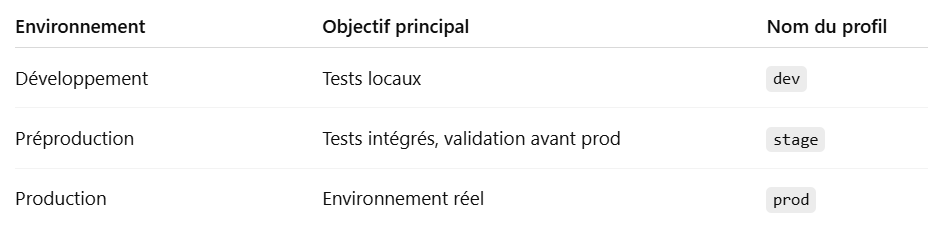 Environnement Objectif principal Nom du profil
Développement Tests locaux dev
Préproduction Tests intégrés, validation avant prod stage
Production Environnement réel prod